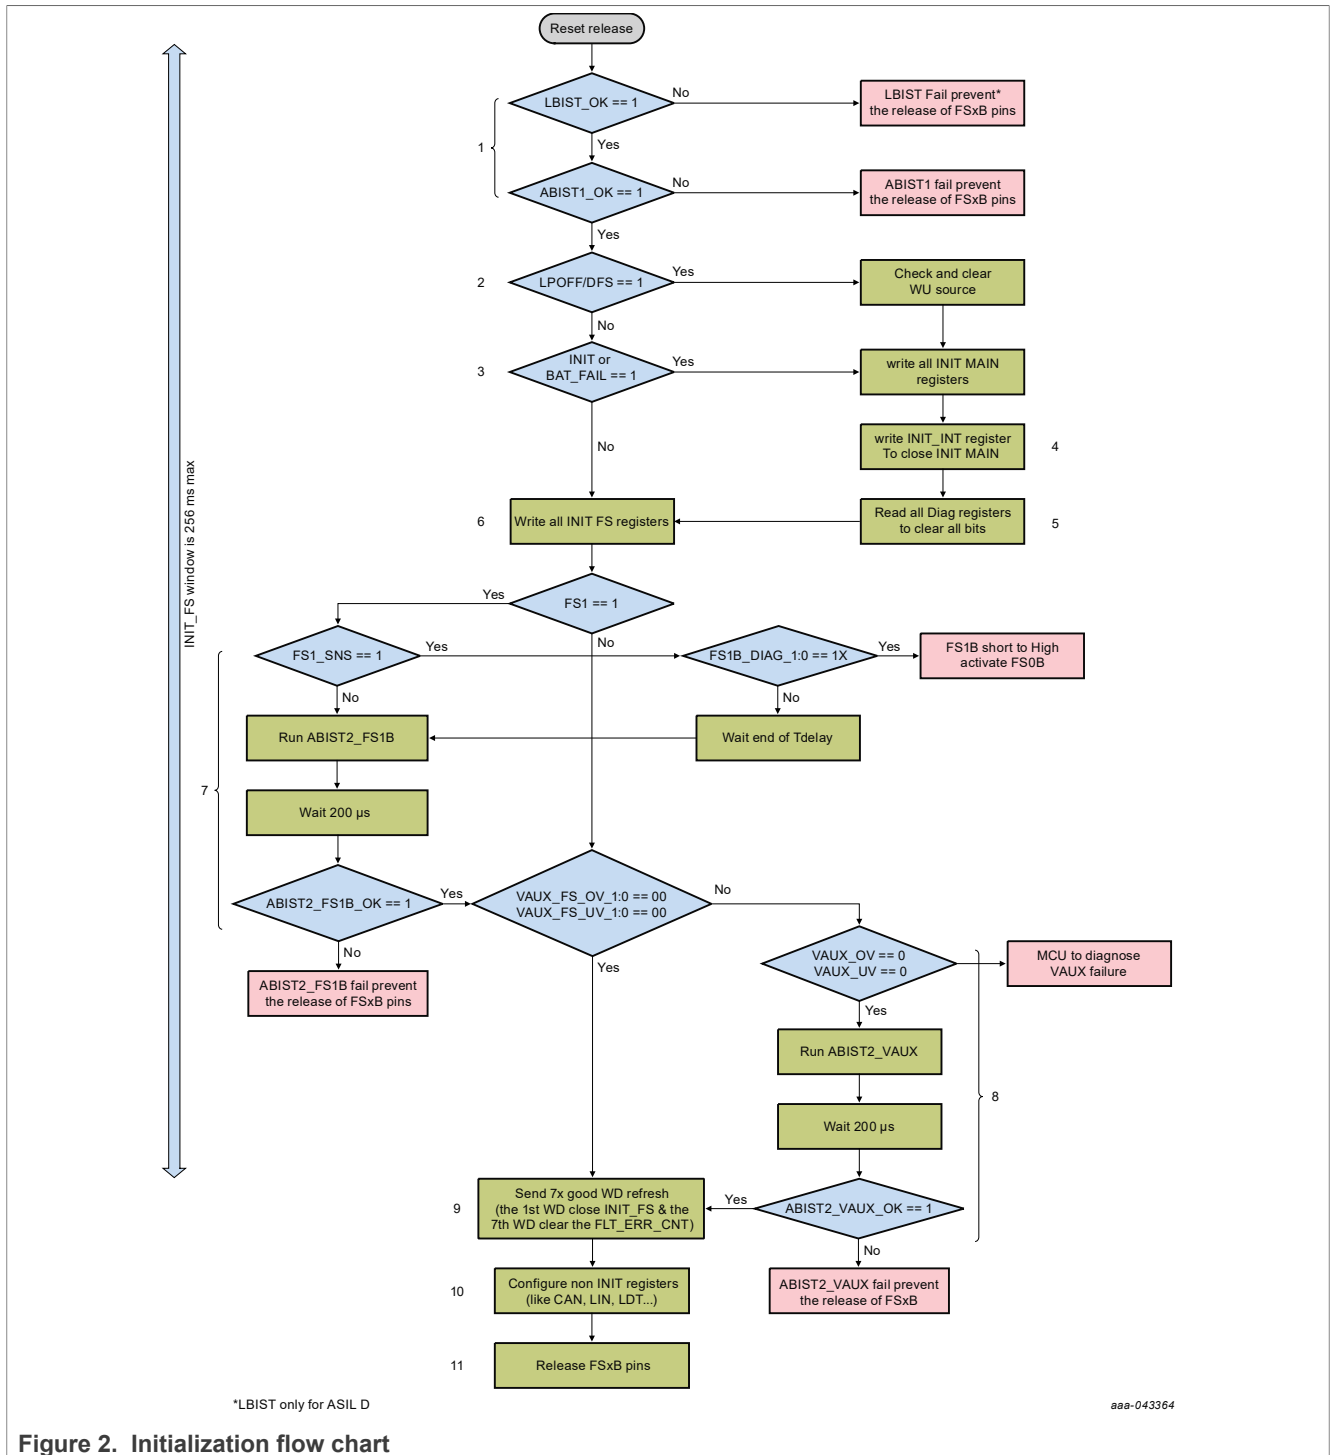 Reset release
LBIST_OK == 1
No
LBIST Fail prevent*
the release of FSxB pins
1
Yes
ABIST1_OK == 1
No
ABIST1 fail prevent
the release of FSxB pins
Yes
2
LPOFF/DFS == 1
Yes
Check and clear
WU source
No
3
INIT or
BAT_FAIL == 1
Yes
write all INIT MAIN
registers
No
write INIT_INT register
To close INIT MAIN
4
INIT_FS window is 256 ms max
6
Write all INIT FS registers
Read all Diag registers
to clear all bits
5
Yes
FS1 == 1
No
FS1_SNS == 1
Yes
FS1B_DIAG_1:0 == 1X
Yes
FS1B short to High
activate FS0B
No
No
Run ABIST2_FS1B
Wait end of Tdelay
7
Wait 200 µs
ABIST2_FS1B_OK == 1
Yes
VAUX_FS_OV_1:0 == 00
VAUX_FS_UV_1:0 == 00
No
No
Yes
VAUX_OV == 0
VAUX_UV == 0
MCU to diagnose
VAUX failure
ABIST2_FS1B fail prevent
the release of FSxB pins
Yes
Run ABIST2_VAUX
8
Wait 200 µs
9
Send 7x good WD refresh
(the 1st WD close INIT_FS & the
7th WD clear the FLT_ERR_CNT)
Yes
ABIST2_VAUX_OK == 1
No
10
Configure non INIT registers
(like CAN, LIN, LDT...)
ABIST2_VAUX fail prevent
the release of FSxB
11
Release FSxB pins
*LBIST only for ASIL D
aaa-043364
Figure 2. Initialization flow chart